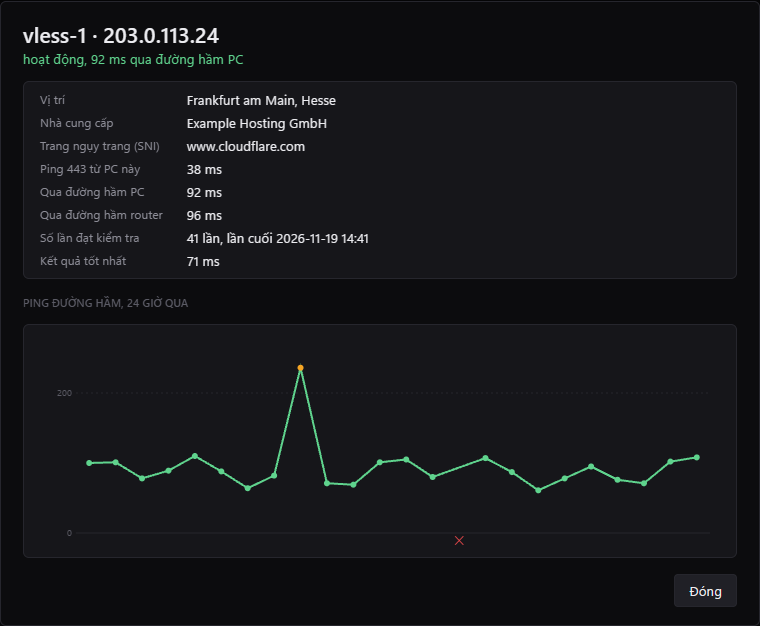 vless-1 · 203.0.113.24
hoạt động, 92 ms qua đường hầm PC
Vị trí Frankfurt am Main, Hesse
Nhà cung cấp Example Hosting GmbH
Trang ngụy trang (SNI) www.cloudflare.com
Ping 443 từ PC này 38 ms
Qua đường hầm PC 92 ms
Qua đường hầm router 96 ms
Số lần đạt kiểm tra 41 lần, lần cuối 2026-11-19 14:41
Kết quả tốt nhất 71 ms
PING ĐƯỜNG HẦM, 24 GIỜ QUA
200
0
Đóng